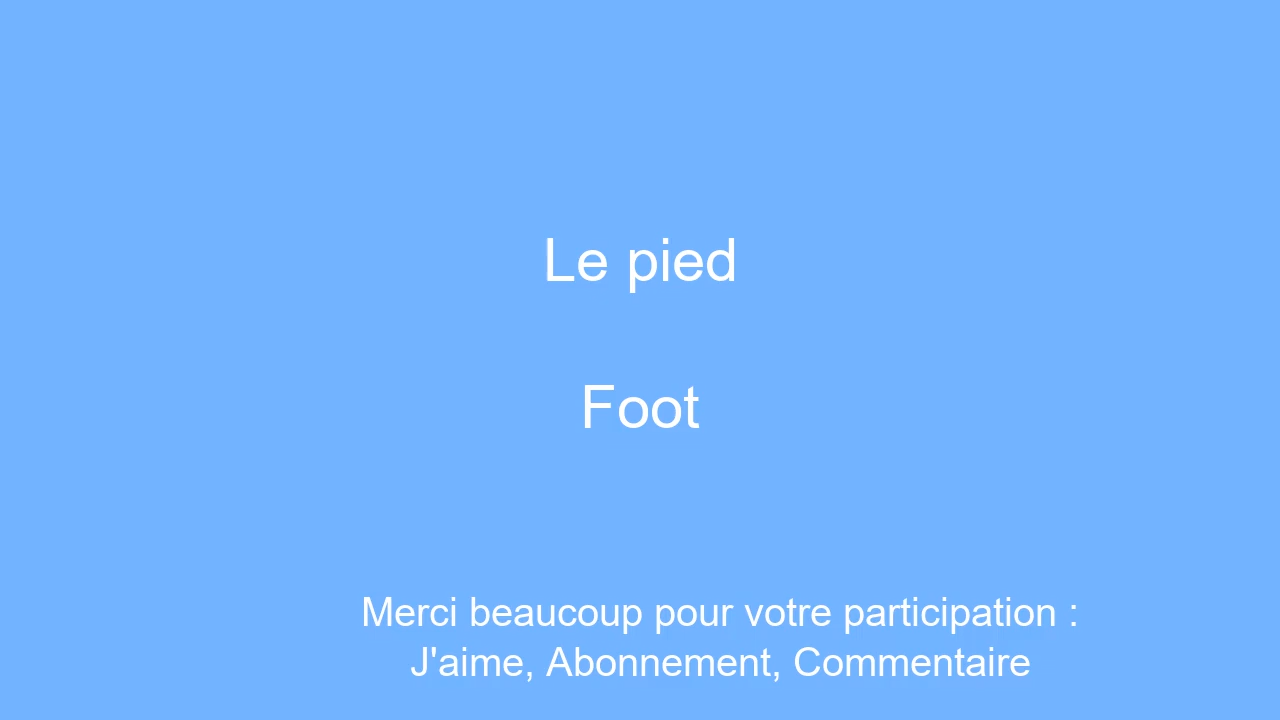 Le pied
Foot
Merci beaucoup pour votre participation :
J'aime, Abonnement, Commentaire